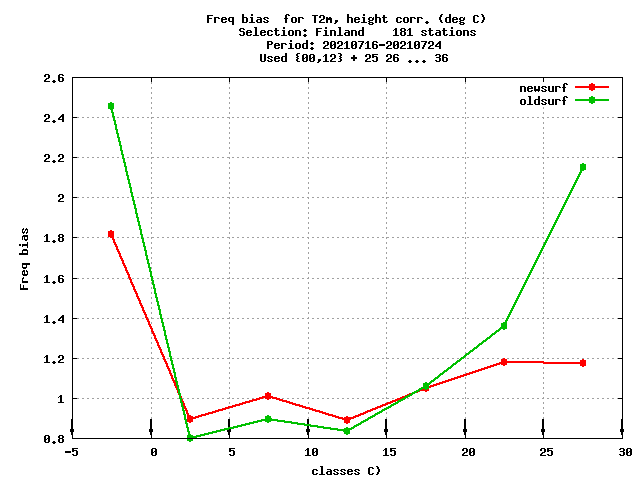 Freq bias  for T2m, height corr. (deg C)
Selection: Finland    181 stations
Period: 20210716-20210724
Used {00,12} + 25 26 ... 36
newsurf
oldsurf
2.6
2.4
2.2
2
1.8
1.6
1.4
1.2
1
0.8
Freq bias
-5
0
5
10
15
20
25
30
classes C)